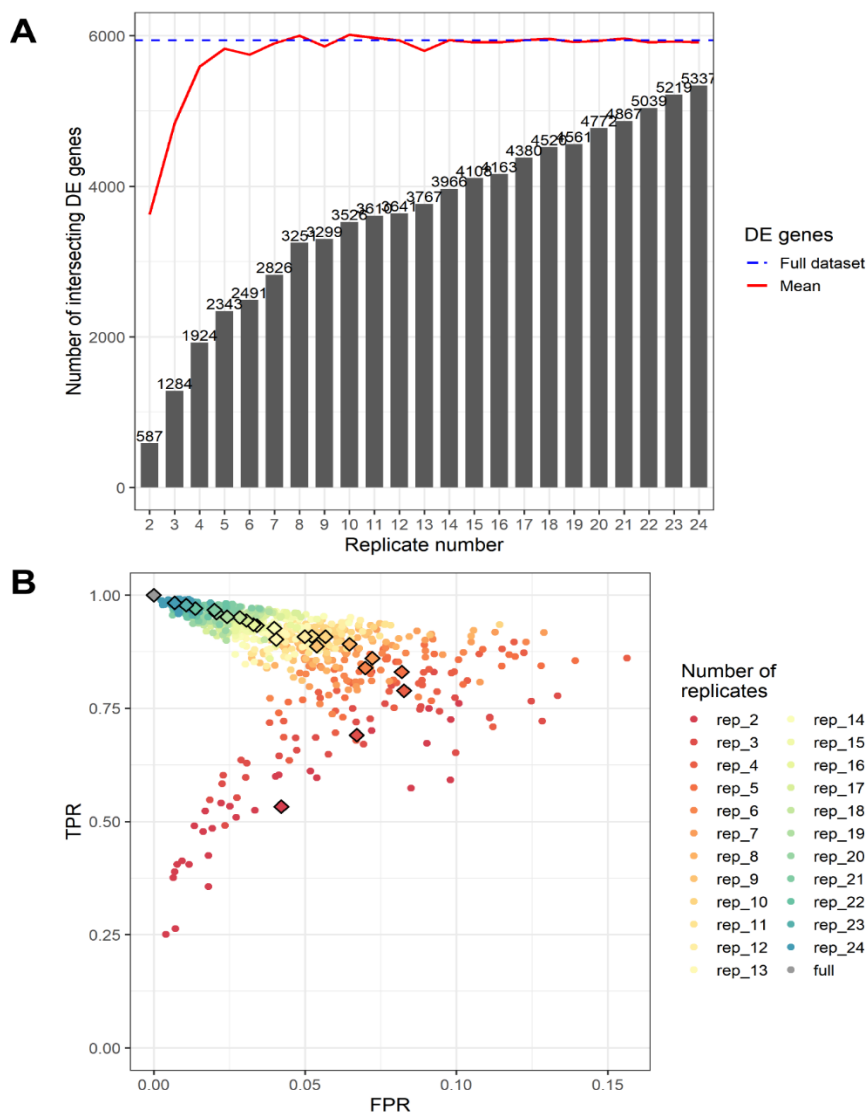 A
Number of intersecting DE genes
6000
4000
2000
0
587
1284
1924
2343
2491
2826
3251
3299
3526
3610
3641
3767
3966
4108
4163
4380
4526
4561
4772
4867
5039
5219
5337
2 3 4 5 6 7 8 9 10 11 12 13 14 15 16 17 18 19 20 21 22 23 24
Replicate number
DE genes
Full dataset
Mean
B
TPR
1.00
0.75
0.50
0.25
0.00
0.00 0.05 0.10 0.15
FPR
Number of
replicates
rep_2
rep_3
rep_4
rep_5
rep_6
rep_7
rep_8
rep_9
rep_10
rep_11
rep_12
rep_13
rep_14
rep_15
rep_16
rep_17
rep_18
rep_19
rep_20
rep_21
rep_22
rep_23
rep_24
full